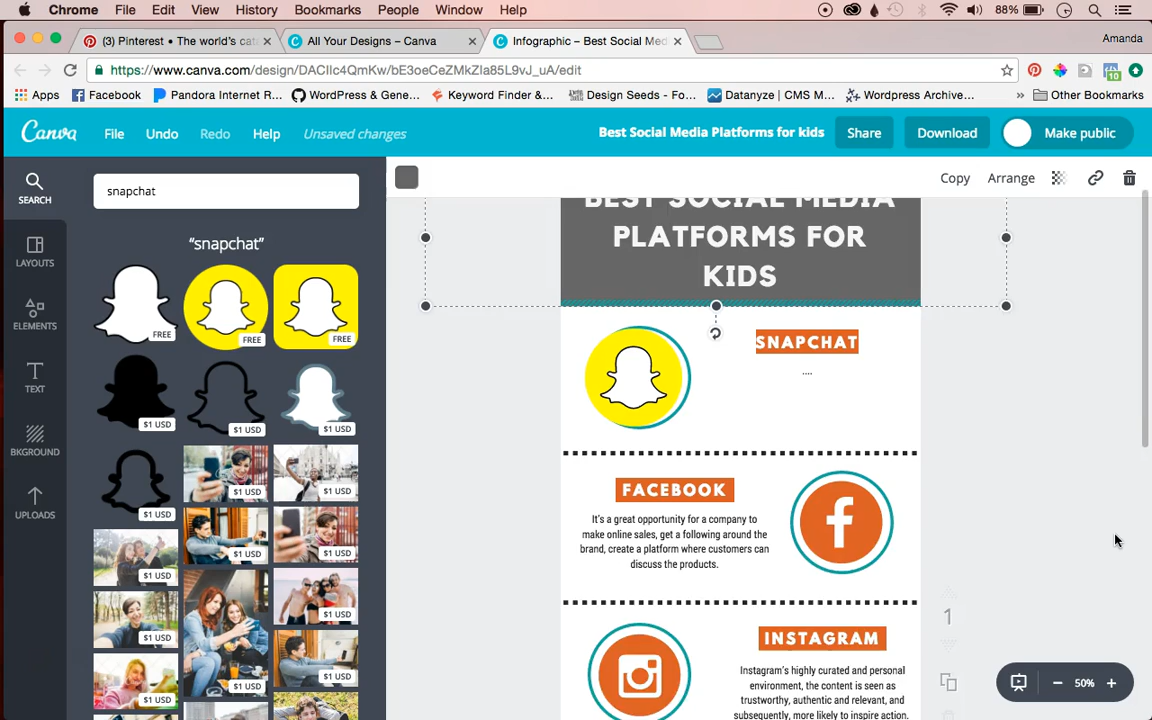 Chrome File Edit View History Bookmarks People Window Help 88%
(3) Pinterest • The world's cat All Your Designs – Canva Infographic – Best Social Med Amanda
https://www.canva.com/design/DACIIc4QmKw/bE3oeCeZMkZIa85L9vJ_uA/edit
Apps Facebook Pandora Internet R... WordPress & Gene... Keyword Finder &... Design Seeds - Fo... Datanyze | CMS M... Wordpress Archive... » Other Bookmarks
Canva File Undo Redo Help Unsaved changes Best Social Media Platforms for kids Share Download Make public
SEARCH
LAYOUTS
ELEMENTS
TEXT
BKGROUND
UPLOADS
snapchat
"snapchat"
FREE FREE FREE
$1 USD $1 USD $1 USD
$1 USD $1 USD $1 USD
$1 USD $1 USD
$1 USD
$1 USD
$1 USD
$1 USD $1 USD
$1 USD
Copy Arrange
BEST SOCIAL MEDIA
PLATFORMS FOR
KIDS
SNAPCHAT
....
FACEBOOK
It's a great opportunity for a company to
make online sales, get a following around the
brand, create a platform where customers can
discuss the products.
INSTAGRAM
Instagram's highly curated and personal
environment, the content is seen as
trustworthy, authentic and relevant, and
subsequently, more likely to inspire action.
1
50%